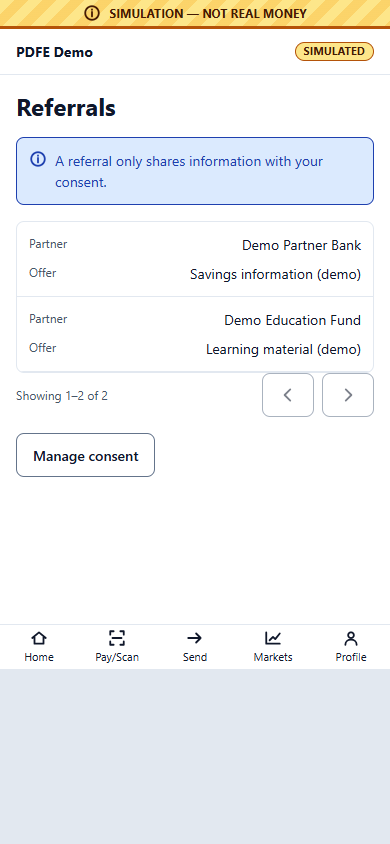 SIMULATION — NOT REAL MONEY
PDFE Demo
SIMULATED
Referrals
A referral only shares information with your
consent.
Partner
Demo Partner Bank
Offer
Savings information (demo)
Partner
Demo Education Fund
Offer
Learning material (demo)
Showing 1–2 of 2
Manage consent
Home
Pay/Scan
Send
Markets
Profile